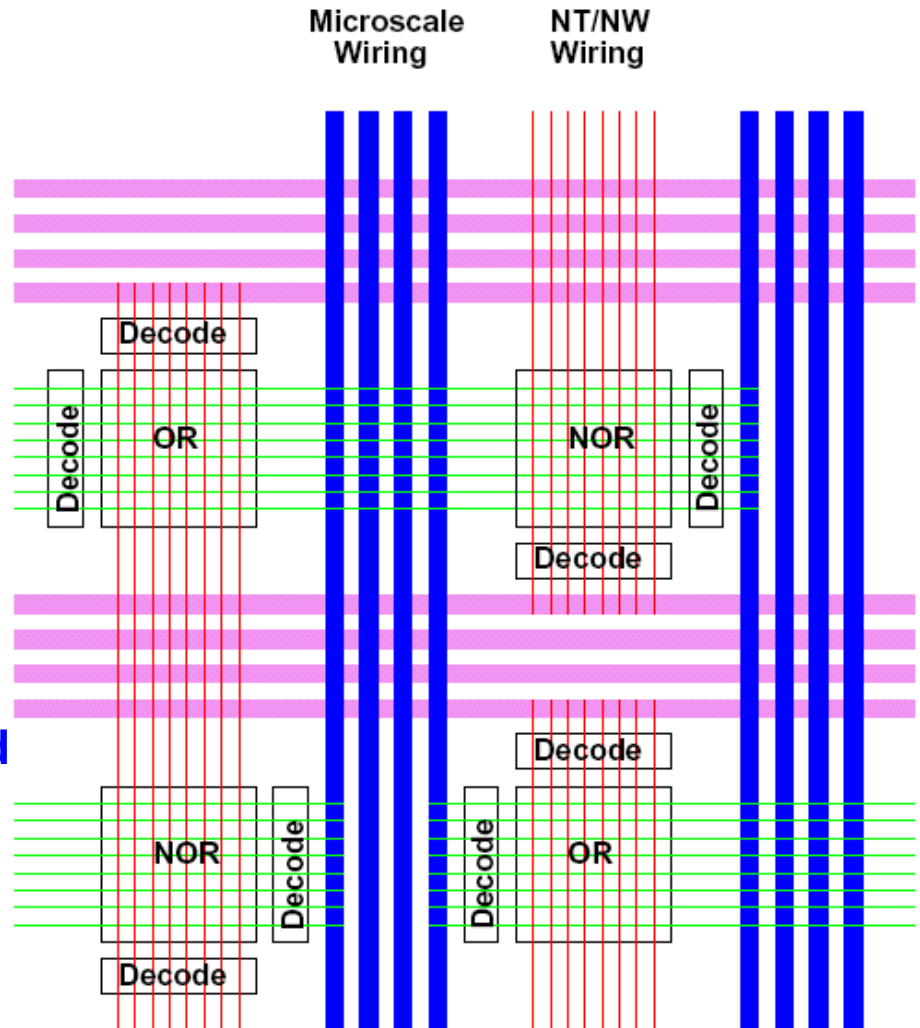 Microscale
Wiring
NT/NW
Wiring
Decode
Decode
OR
NOR
Decode
Decode
d
Decode
NOR
Decode
Decode
OR
Decode